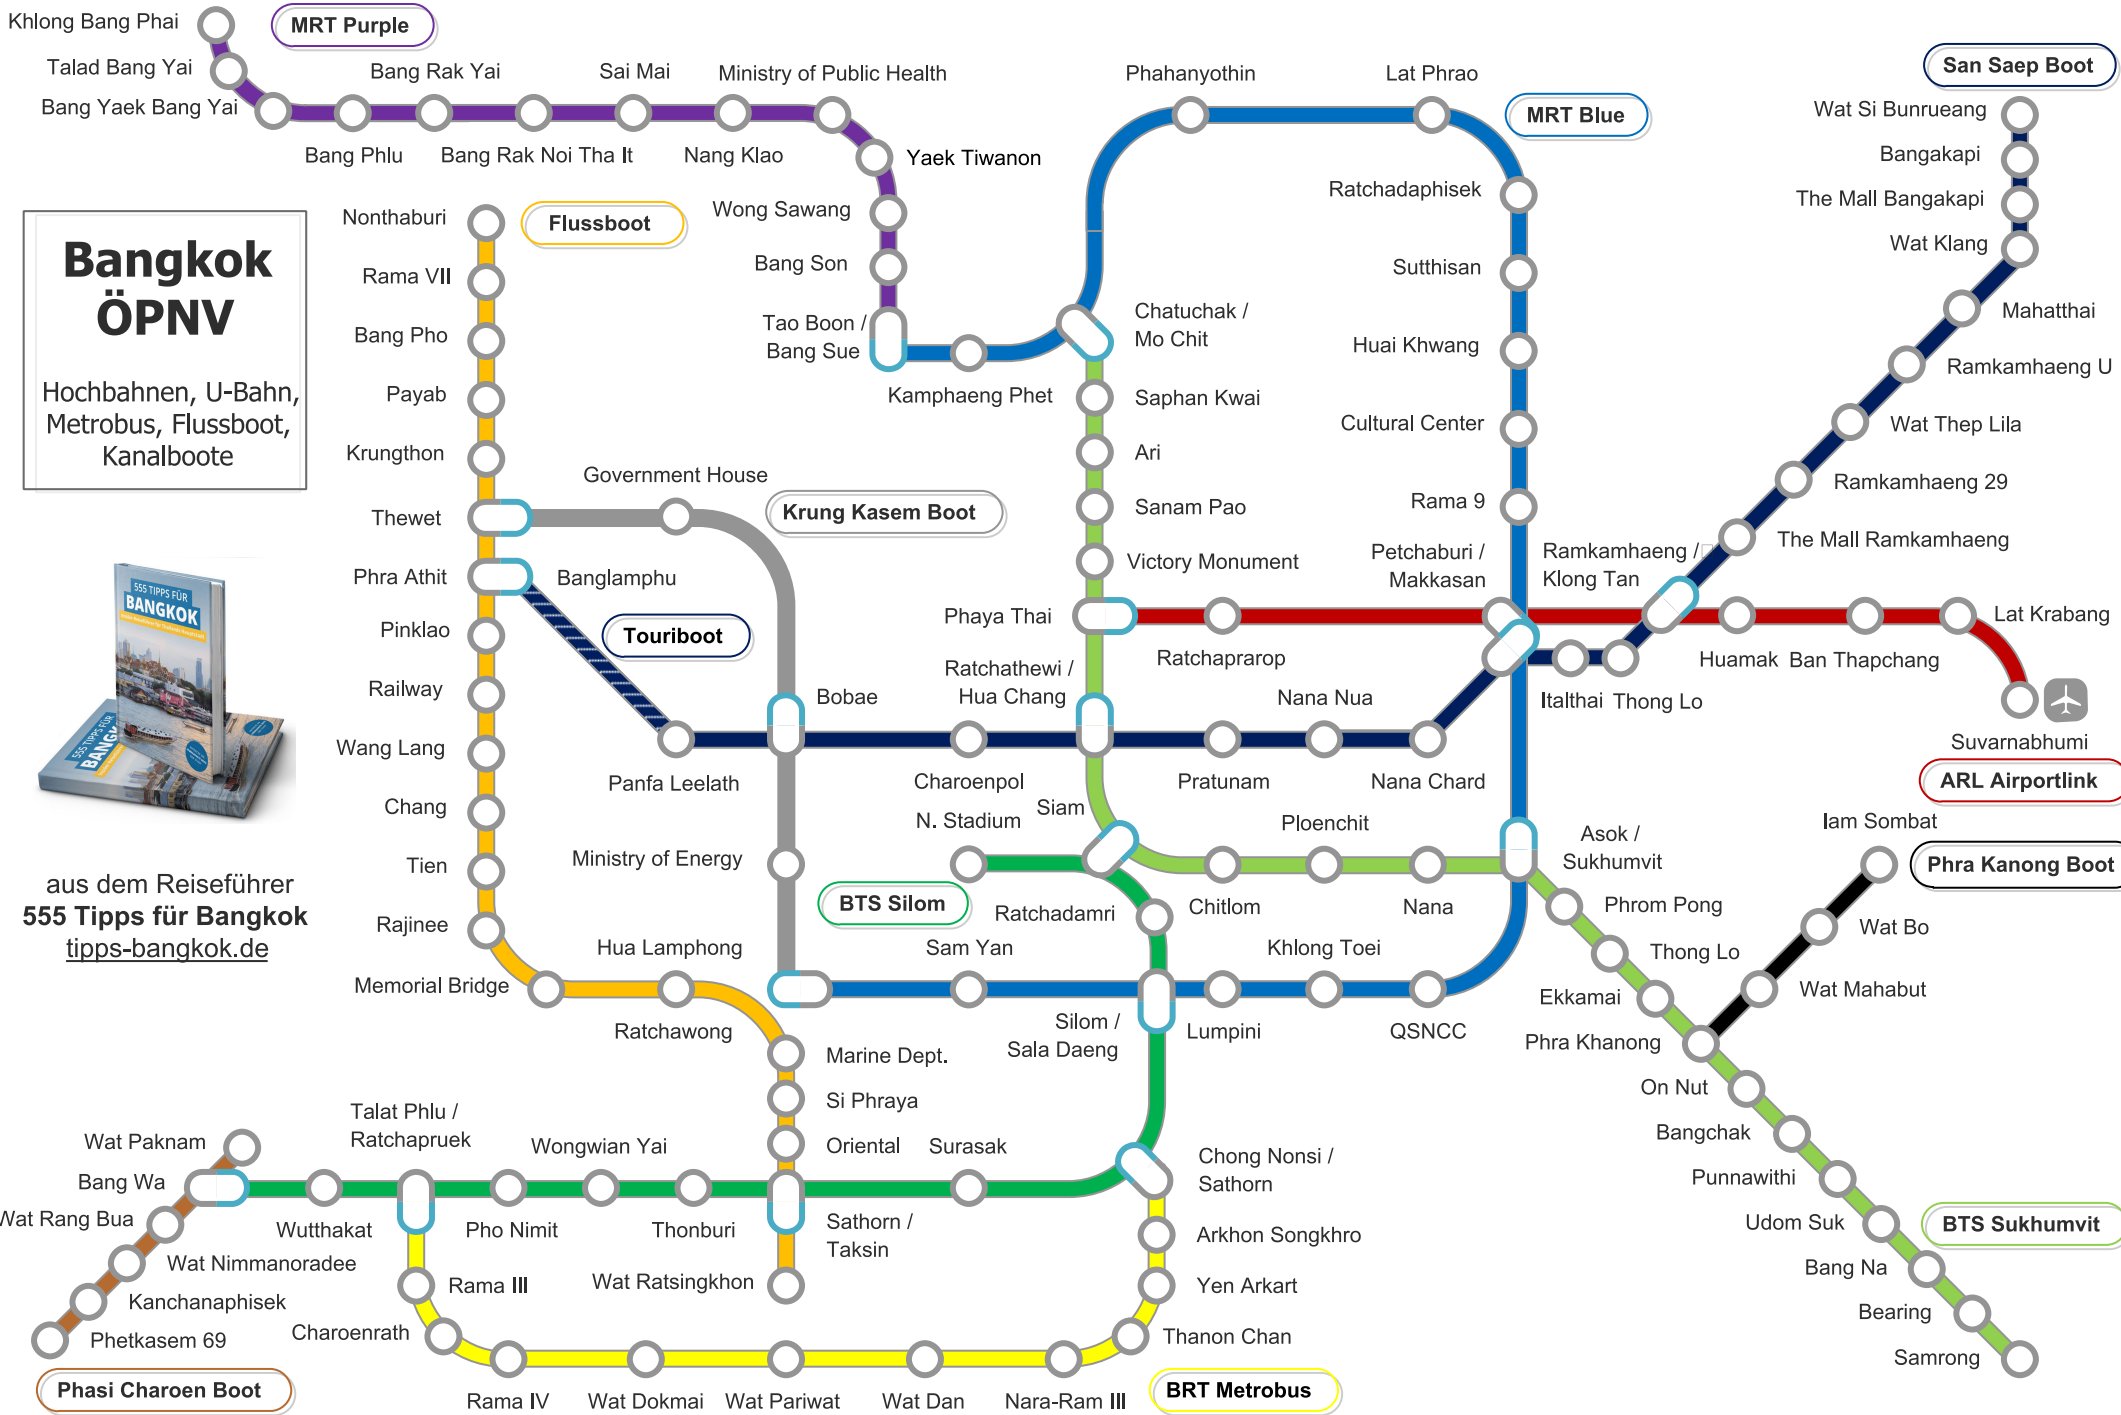 Khlong Bang Phai
MRT Purple
Talad Bang Yai
Bang Rak Yai
Sai Mai
Ministry of Public Health
Phahanyothin
Lat Phrao
San Saep Boot
Bang Yaek Bang Yai
MRT Blue
Wat Si Bunrueang
Bang Phlu
Bang Rak Noi Tha It
Nang Klao
Yaek Tiwanon
Bangakapi
Ratchadaphisek
The Mall Bangakapi
Nonthaburi
Flussboot
Wong Sawang
Wat Klang
Bangkok
ÖPNV
Hochbahnen, U-Bahn,
Metrobus, Flussboot,
Kanalboote
Rama VII
Bang Son
Sutthisan
Bang Pho
Tao Boon /
Bang Sue
Chatuchak /
Mo Chit
Mahatthai
Huai Khwang
Ramkamhaeng U
Payab
Kamphaeng Phet
Saphan Kwai
Cultural Center
Wat Thep Lila
Krungthon
Ari
Government House
Ramkamhaeng 29
Thewet
Krung Kasem Boot
Sanam Pao
Rama 9
The Mall Ramkamhaeng
Phra Athit
Banglamphu
Victory Monument
Petchaburi /
Makkasan
Ramkamhaeng /
Klong Tan
555 TIPPS FÜR
BANGKOK
Pinklao
Touriboot
Phaya Thai
Lat Krabang
Ratchaprarop
Huamak
Ban Thapchang
Railway
Bobae
Ratchathewi /
Hua Chang
Nana Nua
Italthai
Thong Lo
555 TIPPS FÜR
BANGK
Wang Lang
Suvarnabhumi
Panfa Leelath
Charoenpol
Pratunam
Nana Chard
ARL Airportlink
Chang
Siam
N. Stadium
Ploenchit
Asok /
Sukhumvit
Iam Sombat
Tien
Ministry of Energy
Phra Kanong Boot
aus dem Reiseführer
555 Tipps für Bangkok
tipps-bangkok.de
BTS Silom
Ratchadamri
Chitlom
Nana
Phrom Pong
Rajinee
Wat Bo
Hua Lamphong
Sam Yan
Khlong Toei
Thong Lo
Memorial Bridge
Ekkamai
Wat Mahabut
Ratchawong
Silom /
Sala Daeng
Lumpini
QSNCC
Phra Khanong
Marine Dept.
On Nut
Si Phraya
Talat Phlu /
Ratchapruek
Bangchak
Wat Paknam
Wongwian Yai
Oriental
Surasak
Chong Nonsi /
Sathorn
Bang Wa
Punnawithi
Wat Rang Bua
Wutthakat
Pho Nimit
Thonburi
Sathorn /
Taksin
Arkhon Songkhro
Udom Suk
BTS Sukhumvit
Wat Nimmanoradee
Rama III
Wat Ratsingkhon
Yen Arkart
Bang Na
Kanchanaphisek
Bearing
Phetkasem 69
Charoenrath
Thanon Chan
Samrong
Phasi Charoen Boot
Rama IV
Wat Dokmai
Wat Pariwat
Wat Dan
Nara-Ram III
BRT Metrobus